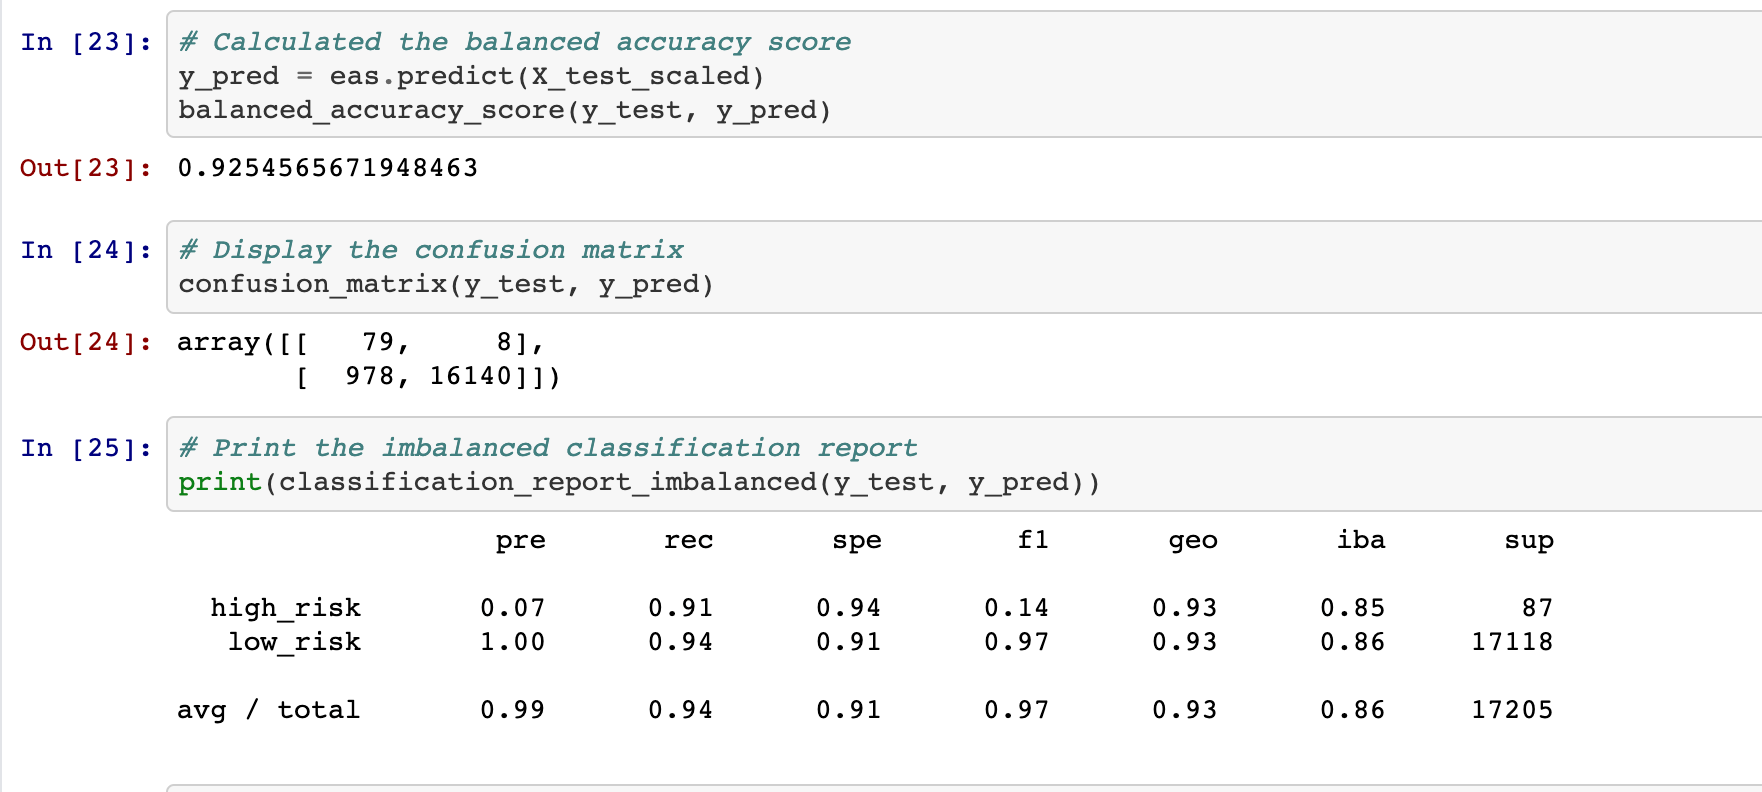 In [23]: # Calculated the balanced accuracy score
y_pred = eas.predict(X_test_scaled)
balanced_accuracy_score(y_test, y_pred)
Out[23]: 0.9254565671948463
In [24]: # Display the confusion matrix
confusion_matrix(y_test, y_pred)
Out[24]: array([[   79,     8],
       [  978, 16140]])
In [25]: # Print the imbalanced classification report
print(classification_report_imbalanced(y_test, y_pred))
pre rec spe f1 geo iba sup
high_risk 0.07 0.91 0.94 0.14 0.93 0.85 87
low_risk 1.00 0.94 0.91 0.97 0.93 0.86 17118
avg / total 0.99 0.94 0.91 0.97 0.93 0.86 17205